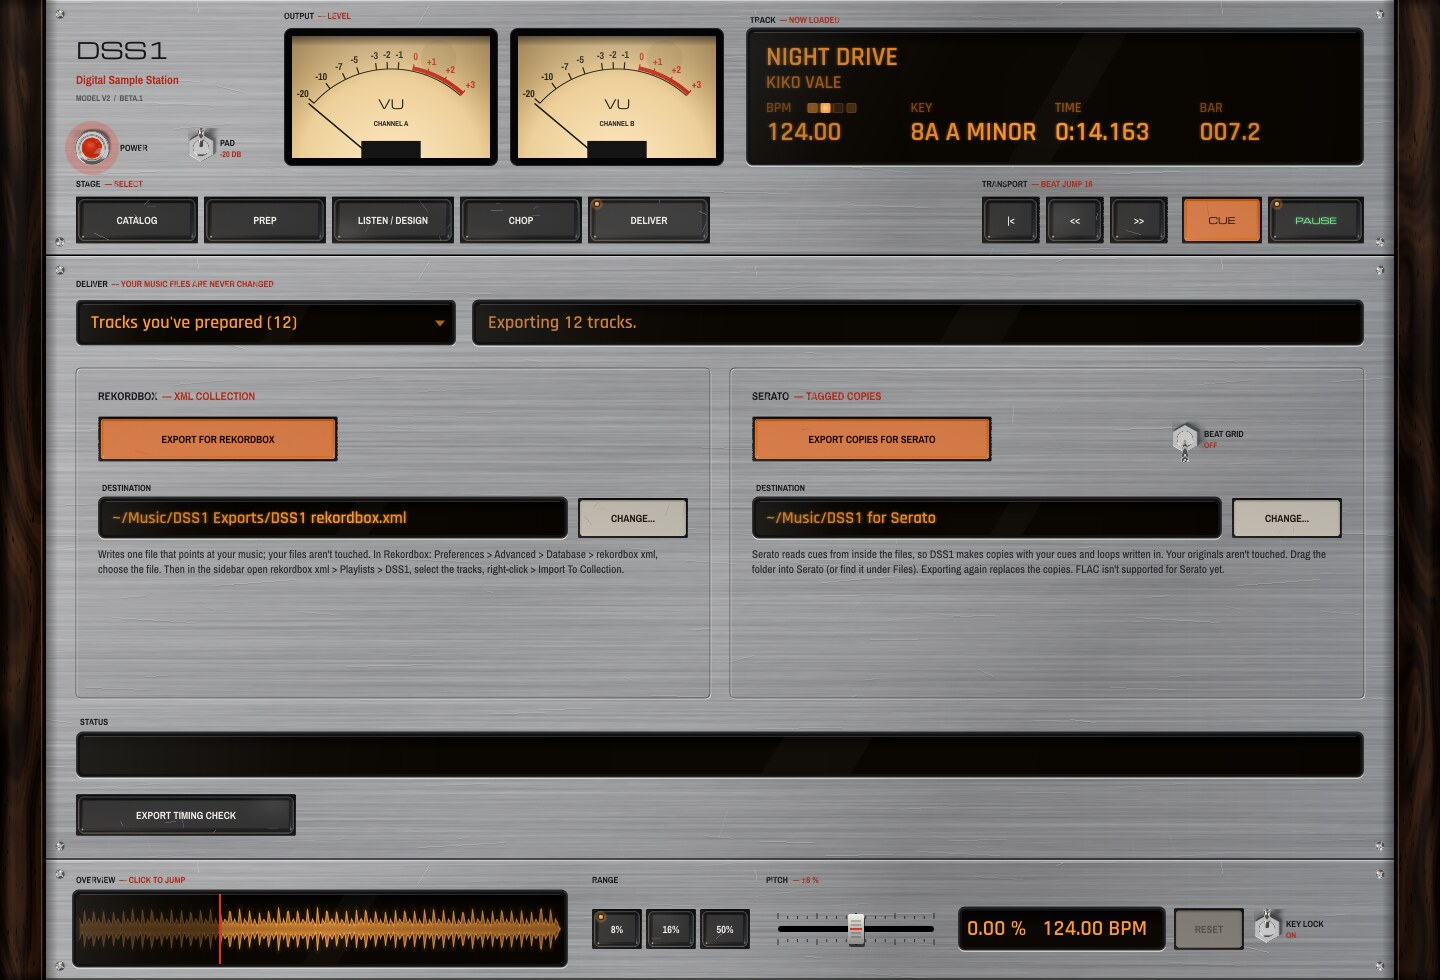 DSS1
Digital Sample Station
MODEL V2 / BETA.1
POWER
PAD
-20 DB
OUTPUT — LEVEL
-20 -10 -7 -5 -3 -2 -1 0 +1 +2 +3
VU
CHANNEL A
-20 -10 -7 -5 -3 -2 -1 0 +1 +2 +3
VU
CHANNEL B
TRACK — NOW LOADED
NIGHT DRIVE
KIKO VALE
BPM KEY TIME BAR
124.00 8A A MINOR 0:14.163 007.2
STAGE — SELECT
CATALOG PREP LISTEN / DESIGN CHOP DELIVER
TRANSPORT — BEAT JUMP 16
|< << >> CUE PAUSE
DELIVER — YOUR MUSIC FILES ARE NEVER CHANGED
Tracks you've prepared (12)
Exporting 12 tracks.
REKORDBOX — XML COLLECTION
EXPORT FOR REKORDBOX
DESTINATION
~/Music/DSS1 Exports/DSS1 rekordbox.xml
CHANGE...
Writes one file that points at your music; your files aren't touched. In Rekordbox: Preferences > Advanced > Database > rekordbox xml,
choose the file. Then in the sidebar open rekordbox xml > Playlists > DSS1, select the tracks, right-click > Import To Collection.
SERATO — TAGGED COPIES
EXPORT COPIES FOR SERATO
BEAT GRID
OFF
DESTINATION
~/Music/DSS1 for Serato
CHANGE...
Serato reads cues from inside the files, so DSS1 makes copies with your cues and loops written in. Your originals aren't touched. Drag the
folder into Serato (or find it under Files). Exporting again replaces the copies. FLAC isn't supported for Serato yet.
STATUS
EXPORT TIMING CHECK
OVERVIEW — CLICK TO JUMP
RANGE
8% 16% 50%
PITCH — ±8 %
0.00 % 124.00 BPM
RESET
KEY LOCK
ON